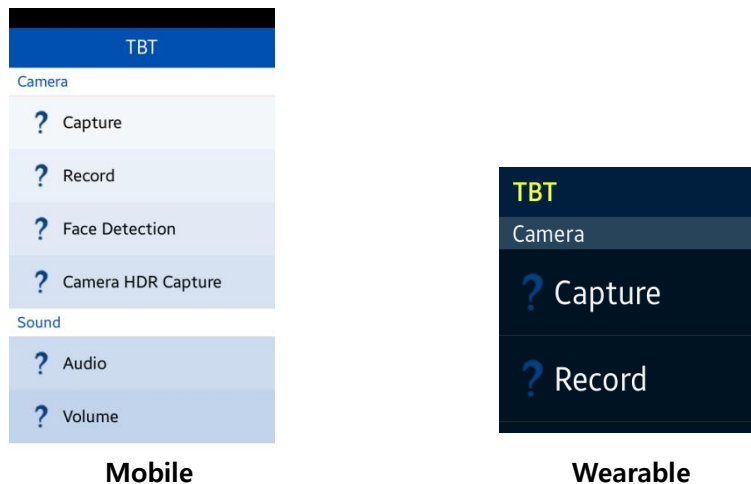 TBT
Camera
? Capture
? Record
? Face Detection
? Camera HDR Capture
Sound
? Audio
? Volume
Mobile
TBT
Camera
? Capture
? Record
Wearable